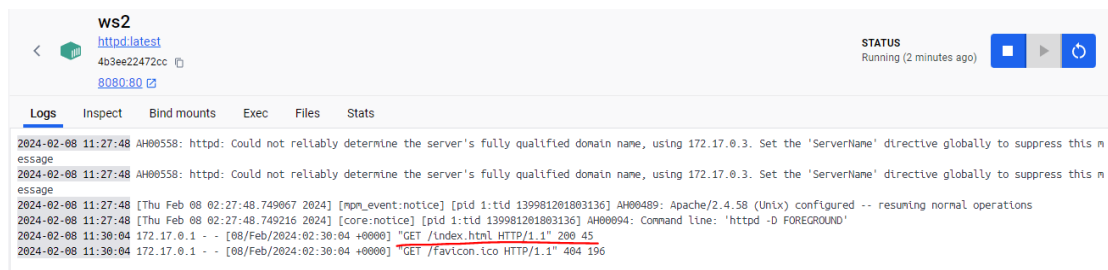 ws2
httpd:latest
4b3ee22472cc
8080:80
STATUS
Running (2 minutes ago)
Logs Inspect Bind mounts Exec Files Stats
2024-02-08 11:27:48 AH00558: httpd: Could not reliably determine the server's fully qualified domain name, using 172.17.0.3. Set the 'ServerName' directive globally to suppress this m
essage
2024-02-08 11:27:48 AH00558: httpd: Could not reliably determine the server's fully qualified domain name, using 172.17.0.3. Set the 'ServerName' directive globally to suppress this m
essage
2024-02-08 11:27:48 [Thu Feb 08 02:27:48.749067 2024] [mpm_event:notice] [pid 1:tid 139981201803136] AH00489: Apache/2.4.58 (Unix) configured -- resuming normal operations
2024-02-08 11:27:48 [Thu Feb 08 02:27:48.749216 2024] [core:notice] [pid 1:tid 139981201803136] AH00094: Command line: 'httpd -D FOREGROUND'
2024-02-08 11:30:04 172.17.0.1 - - [08/Feb/2024:02:30:04 +0000] "GET /index.html HTTP/1.1" 200 45
2024-02-08 11:30:04 172.17.0.1 - - [08/Feb/2024:02:30:04 +0000] "GET /favicon.ico HTTP/1.1" 404 196